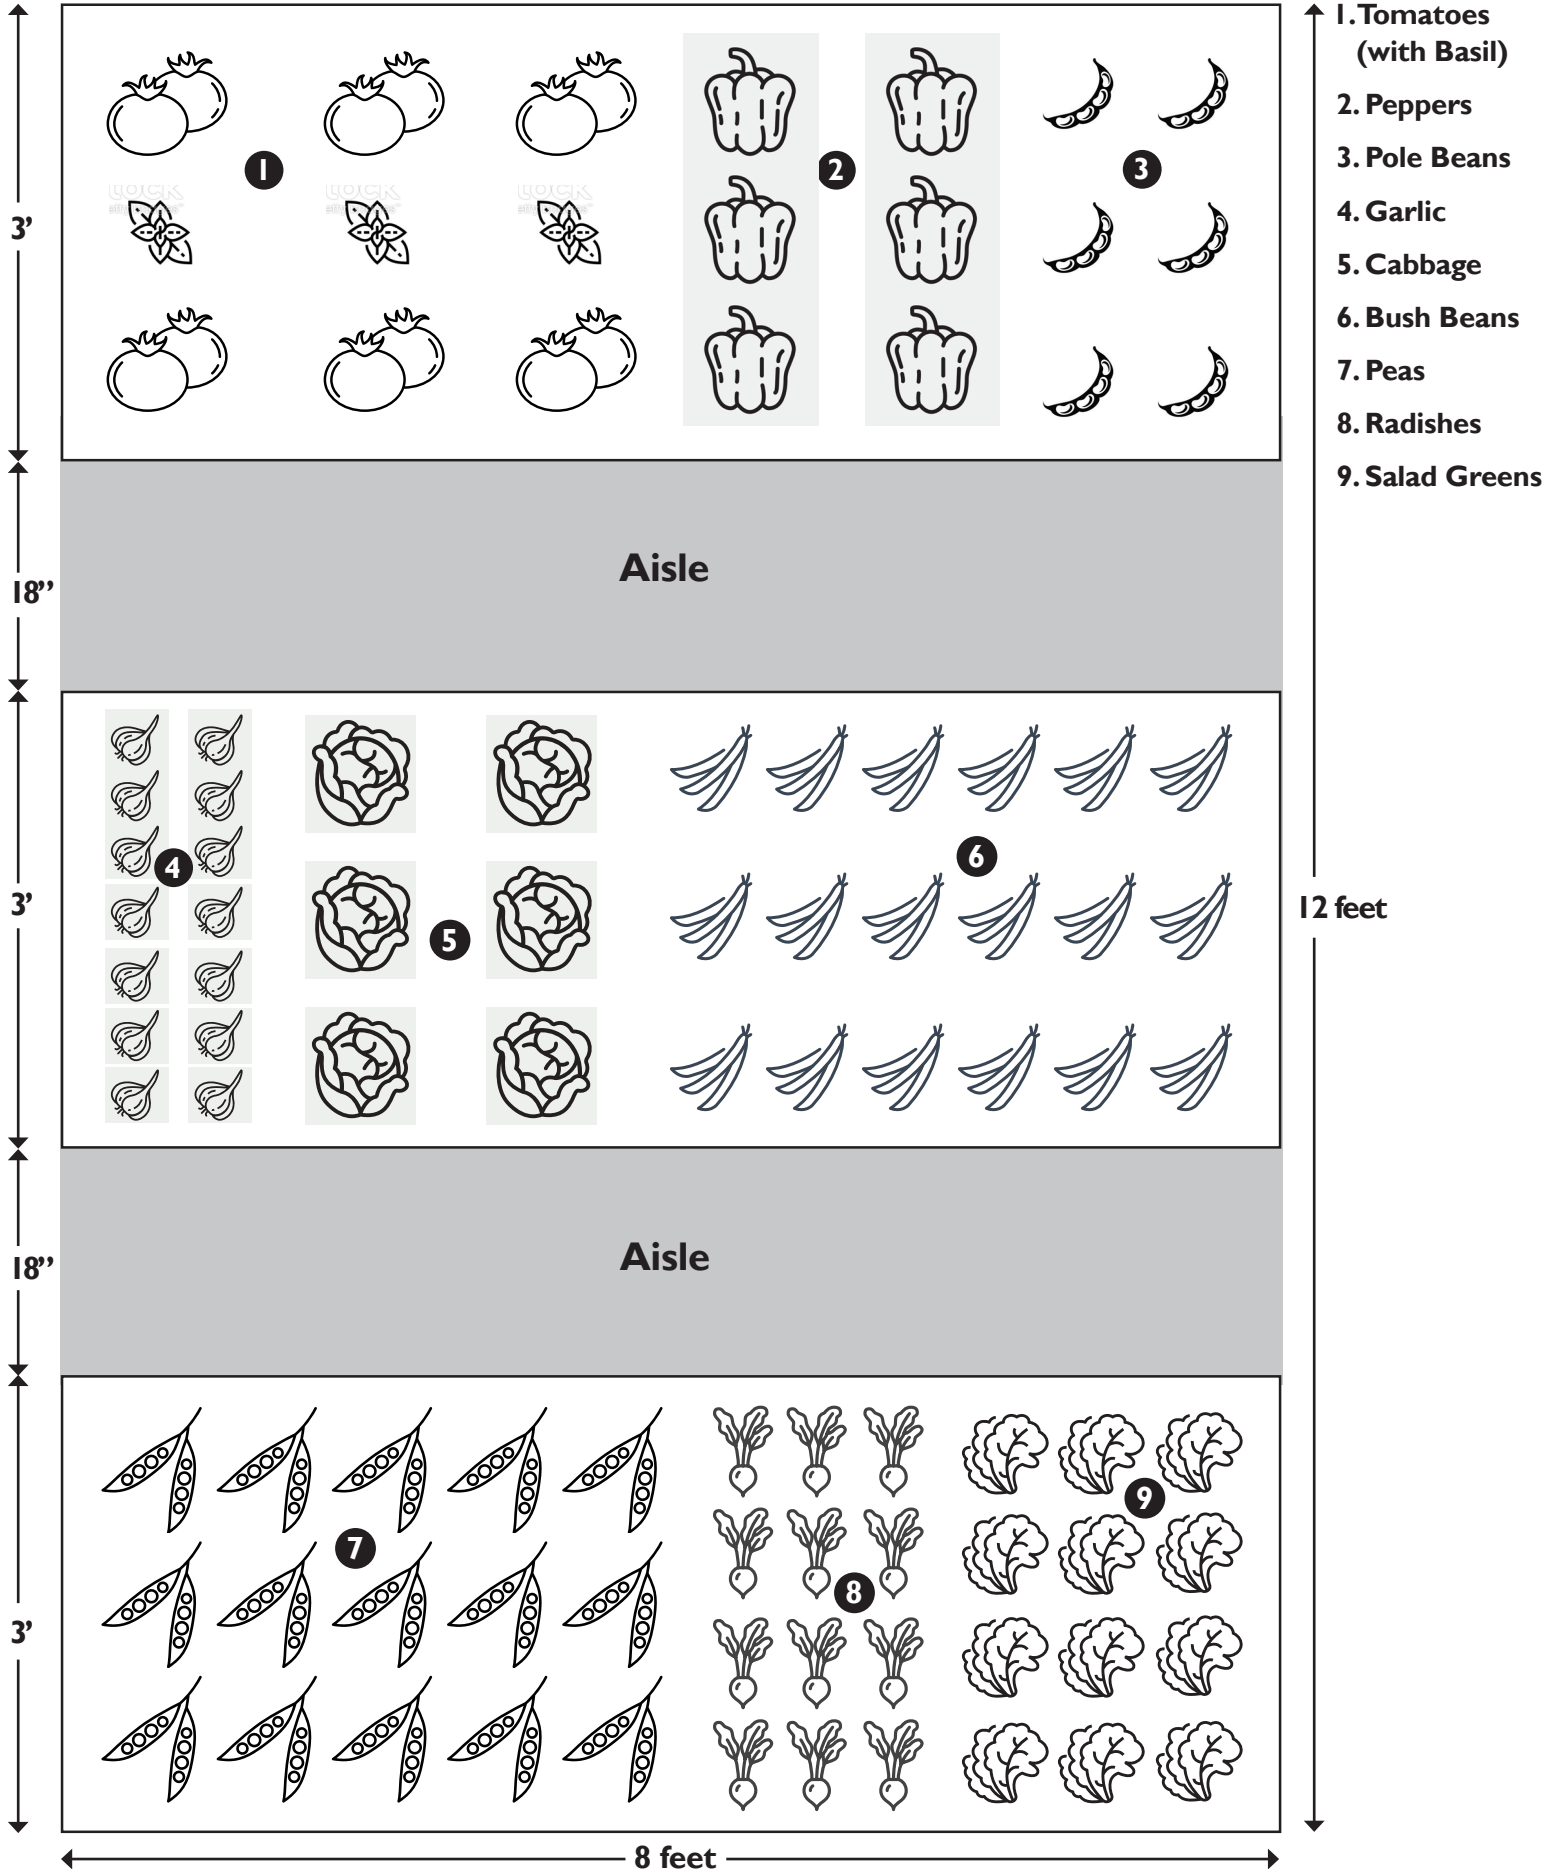 1. Tomatoes
(with Basil)
2. Peppers
3. Pole Beans
4. Garlic
5. Cabbage
6. Bush Beans
7. Peas
8. Radishes
9. Salad Greens
1
2
3
3’
18”
Aisle
4
5
6
3’
12 feet
18”
Aisle
7
8
9
3’
8 feet